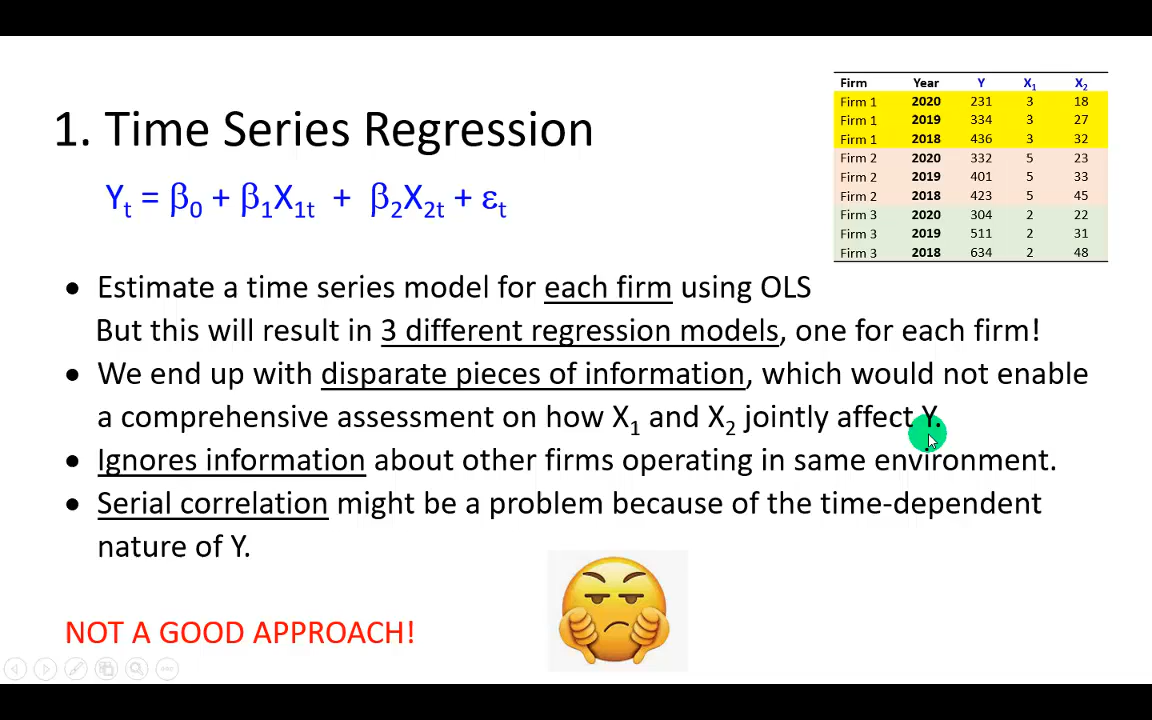 1. Time Series Regression
Yt = β0 + β1X1t + β2X2t + εt
Firm Year Y X1 X2
Firm 1 2020 231 3 18
Firm 1 2019 334 3 27
Firm 1 2018 436 3 32
Firm 2 2020 332 5 23
Firm 2 2019 401 5 33
Firm 2 2018 423 5 45
Firm 3 2020 304 2 22
Firm 3 2019 511 2 31
Firm 3 2018 634 2 48
• Estimate a time series model for each firm using OLS
But this will result in 3 different regression models, one for each firm!
• We end up with disparate pieces of information, which would not enable
a comprehensive assessment on how X1 and X2 jointly affect Y.
• Ignores information about other firms operating in same environment.
• Serial correlation might be a problem because of the time-dependent
nature of Y.
NOT A GOOD APPROACH!